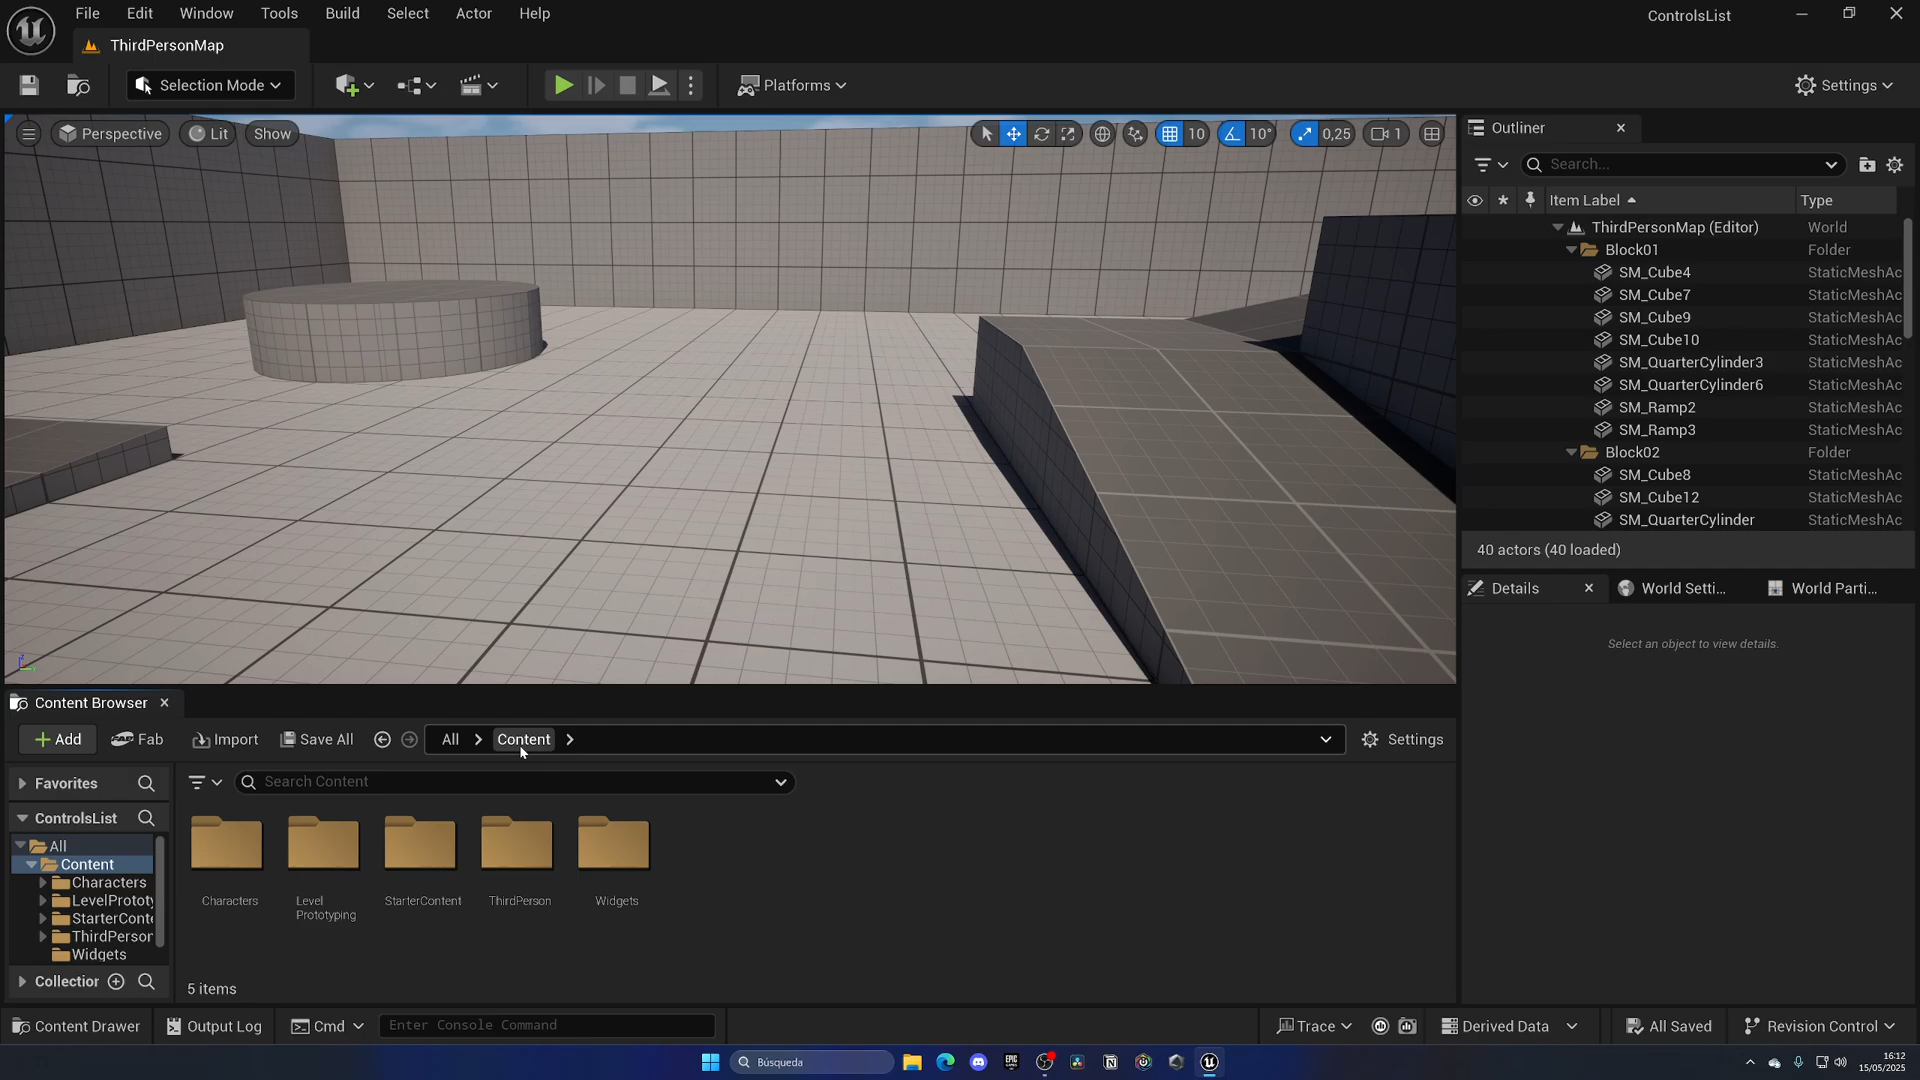 File Edit Window Tools Build Select Actor Help
ControlsList
ThirdPersonMap
Selection Mode
Platforms
Settings
Perspective
Lit
Show
10
10°
0,25
1
Outliner
Search...
Item Label
Type
ThirdPersonMap (Editor) World
Block01 Folder
SM_Cube4 StaticMeshAc
SM_Cube7 StaticMeshAc
SM_Cube9 StaticMeshAc
SM_Cube10 StaticMeshAc
SM_QuarterCylinder3 StaticMeshAc
SM_QuarterCylinder6 StaticMeshAc
SM_Ramp2 StaticMeshAc
SM_Ramp3 StaticMeshAc
Block02 Folder
SM_Cube8 StaticMeshAc
SM_Cube12 StaticMeshAc
SM_QuarterCylinder StaticMeshAc
40 actors (40 loaded)
Details
World Setti...
World Parti...
Select an object to view details.
Content Browser
Add
Fab
Import
Save All
All
Content
Settings
Favorites
Search Content
ControlsList
All
Content
Characters
LevelPrototy
StarterConte
ThirdPerson
Widgets
Collection
Characters
Level
Prototyping
StarterContent
ThirdPerson
Widgets
5 items
Content Drawer
Output Log
Cmd
Enter Console Command
Trace
Derived Data
All Saved
Revision Control
Búsqueda
EPIC GAMES
16:12
15/05/2025